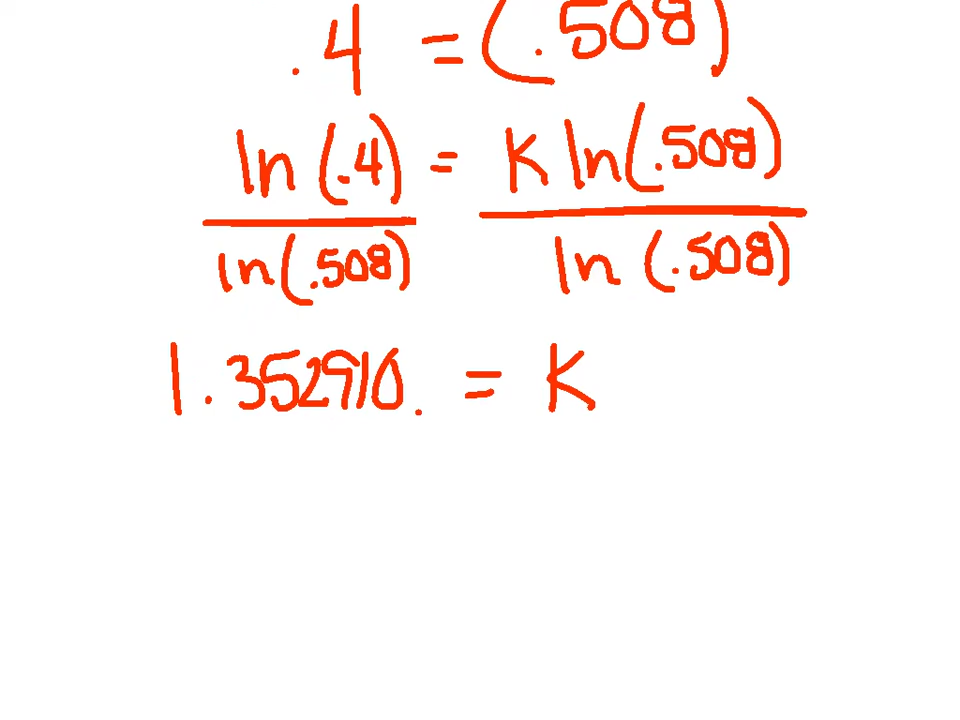 .4 = (.508)
ln(.4) = K ln(.508)
ln(.508) ln(.508)
1.352910. = K